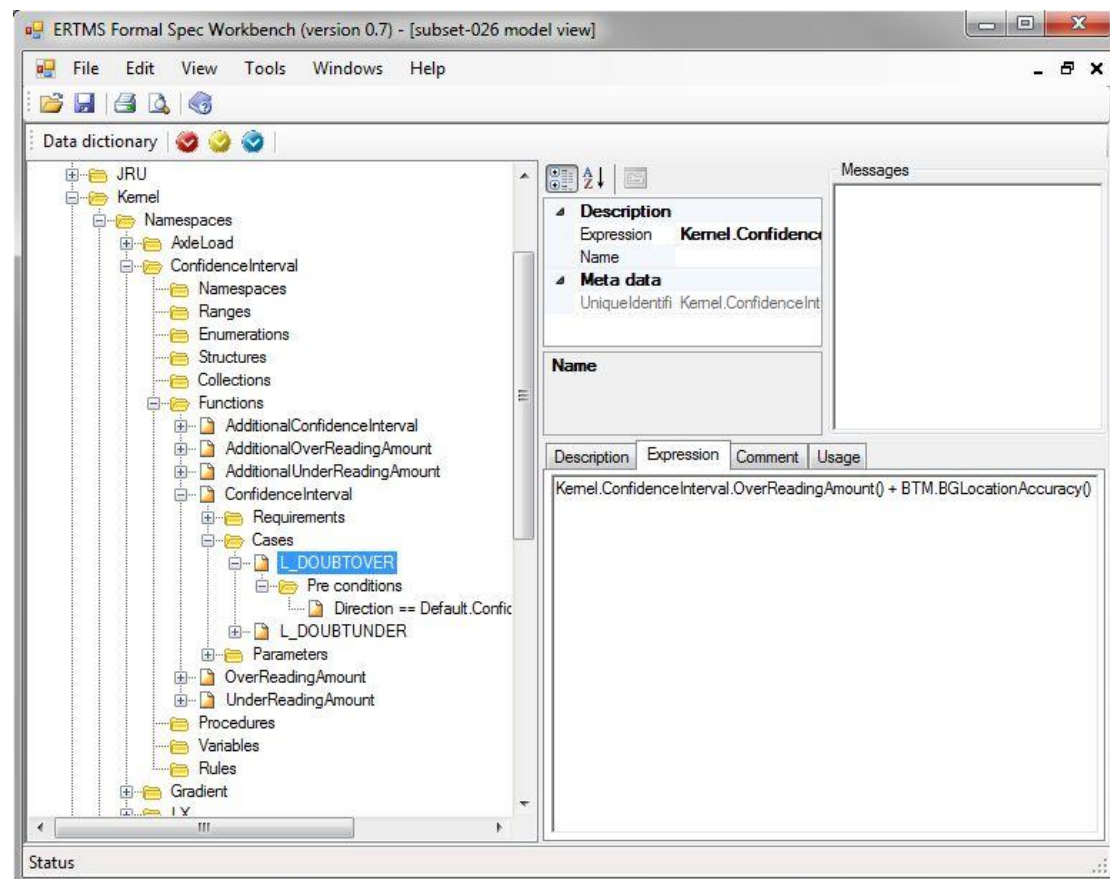 ERTMS Formal Spec Workbench (version 0.7) - [subset-026 model view]
File Edit View Tools Windows Help
Data dictionary
JRU
Kernel
Namespaces
AxleLoad
ConfidenceInterval
Namespaces
Ranges
Enumerations
Structures
Collections
Functions
AdditionalConfidenceInterval
AdditionalOverReadingAmount
AdditionalUnderReadingAmount
ConfidenceInterval
Requirements
Cases
L_DOUBTOVER
Pre conditions
Direction == Default.Confic
L_DOUBTUNDER
Parameters
OverReadingAmount
UnderReadingAmount
Procedures
Variables
Rules
Gradient
LX
Description
Expression Kernel.Confidence
Name
Meta data
UniqueIdentifi Kernel.ConfidenceInt
Name
Messages
Description Expression Comment Usage
Kernel.ConfidenceInterval.OverReadingAmount() + BTM.BGLocationAccuracy()
Status